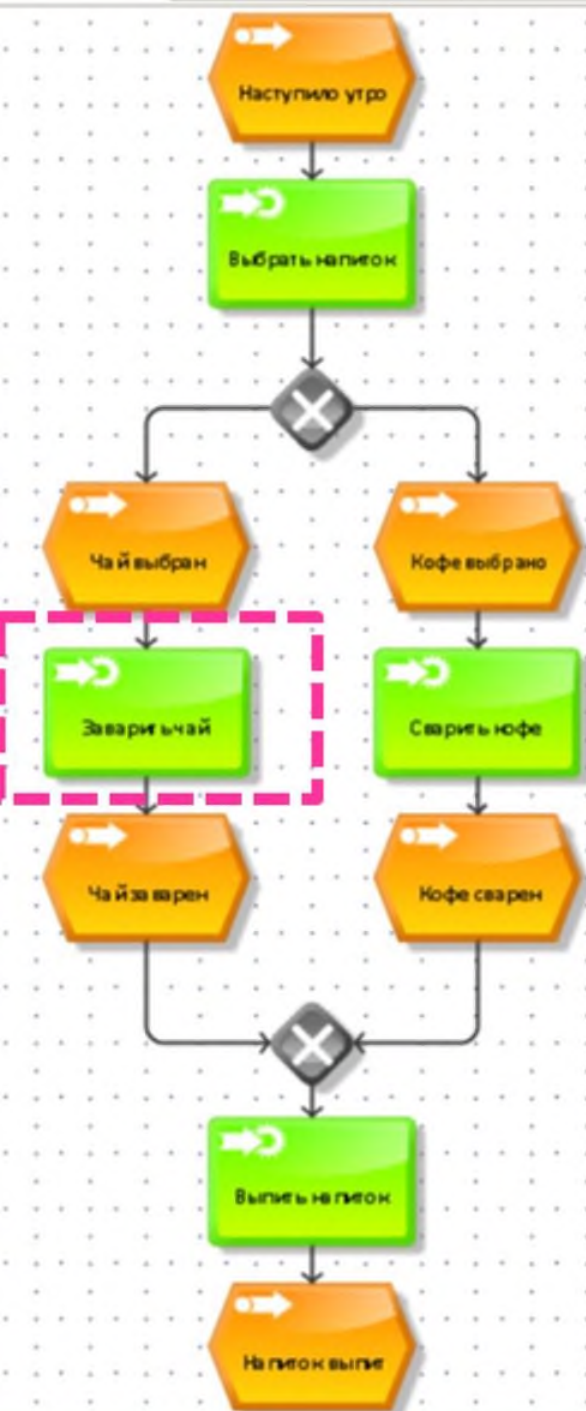 Наступило утро
Выбрать напиток
Чай выбран
Кофе выбрано
Заварить чай
Сварить кофе
Чай заварен
Кофе сварен
Выпить напиток
Напиток выпит